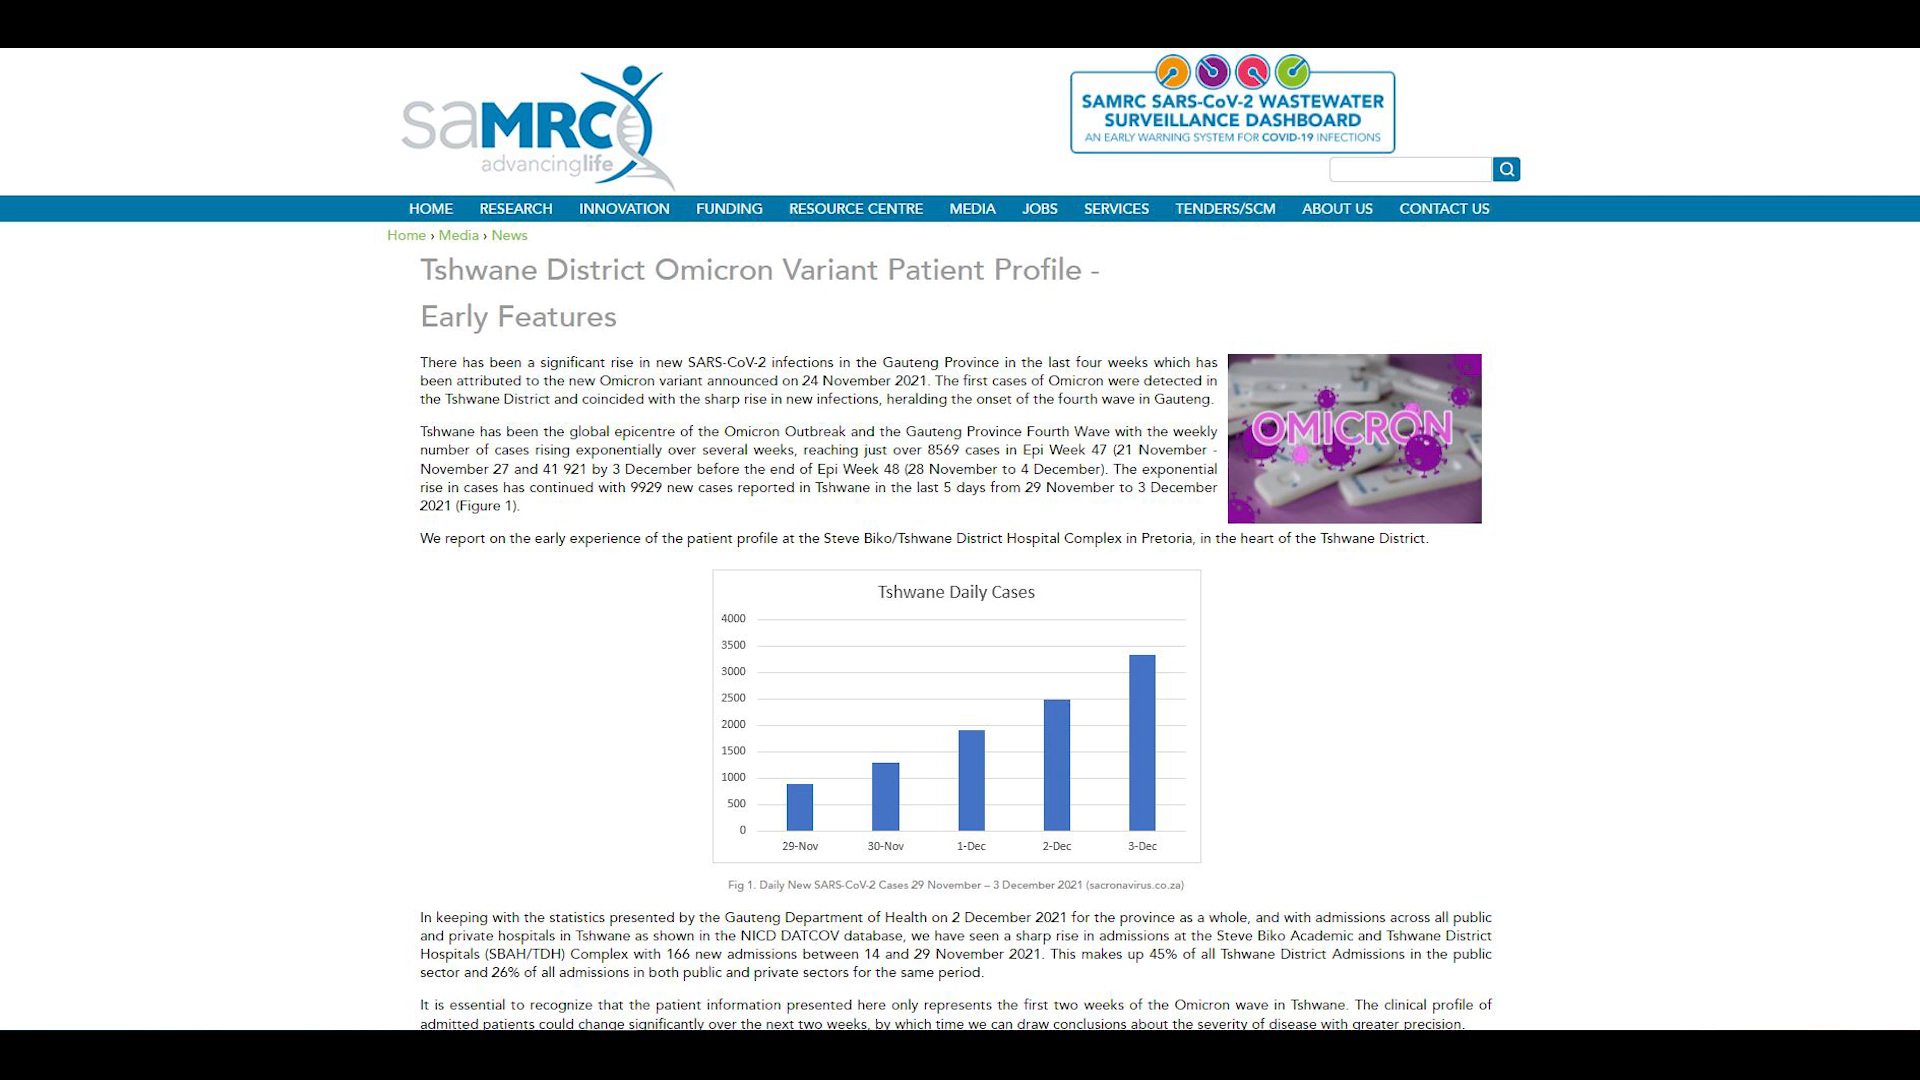 saMRC
advancinglife
SAMRC SARS-CoV-2 WASTEWATER
SURVEILLANCE DASHBOARD
AN EARLY WARNING SYSTEM FOR COVID-19 INFECTIONS
HOME RESEARCH INNOVATION FUNDING RESOURCE CENTRE MEDIA JOBS SERVICES TENDERS/SCM ABOUT US CONTACT US
Home › Media › News
Tshwane District Omicron Variant Patient Profile -
Early Features
There has been a significant rise in new SARS-CoV-2 infections in the Gauteng Province in the last four weeks which has
been attributed to the new Omicron variant announced on 24 November 2021. The first cases of Omicron were detected in
the Tshwane District and coincided with the sharp rise in new infections, heralding the onset of the fourth wave in Gauteng.
OMICRON
Tshwane has been the global epicentre of the Omicron Outbreak and the Gauteng Province Fourth Wave with the weekly
number of cases rising exponentially over several weeks, reaching just over 8569 cases in Epi Week 47 (21 November -
November 27 and 41 921 by 3 December before the end of Epi Week 48 (28 November to 4 December). The exponential
rise in cases has continued with 9929 new cases reported in Tshwane in the last 5 days from 29 November to 3 December
2021 (Figure 1).
We report on the early experience of the patient profile at the Steve Biko/Tshwane District Hospital Complex in Pretoria, in the heart of the Tshwane District.
Tshwane Daily Cases
4000
3500
3000
2500
2000
1500
1000
500
0
29-Nov 30-Nov 1-Dec 2-Dec 3-Dec
Fig 1. Daily New SARS-CoV-2 Cases 29 November – 3 December 2021 (sacronavirus.co.za)
In keeping with the statistics presented by the Gauteng Department of Health on 2 December 2021 for the province as a whole, and with admissions across all public
and private hospitals in Tshwane as shown in the NICD DATCOV database, we have seen a sharp rise in admissions at the Steve Biko Academic and Tshwane District
Hospitals (SBAH/TDH) Complex with 166 new admissions between 14 and 29 November 2021. This makes up 45% of all Tshwane District Admissions in the public
sector and 26% of all admissions in both public and private sectors for the same period.
It is essential to recognize that the patient information presented here only represents the first two weeks of the Omicron wave in Tshwane. The clinical profile of
admitted patients could change significantly over the next two weeks, by which time we can draw conclusions about the severity of disease with greater precision.